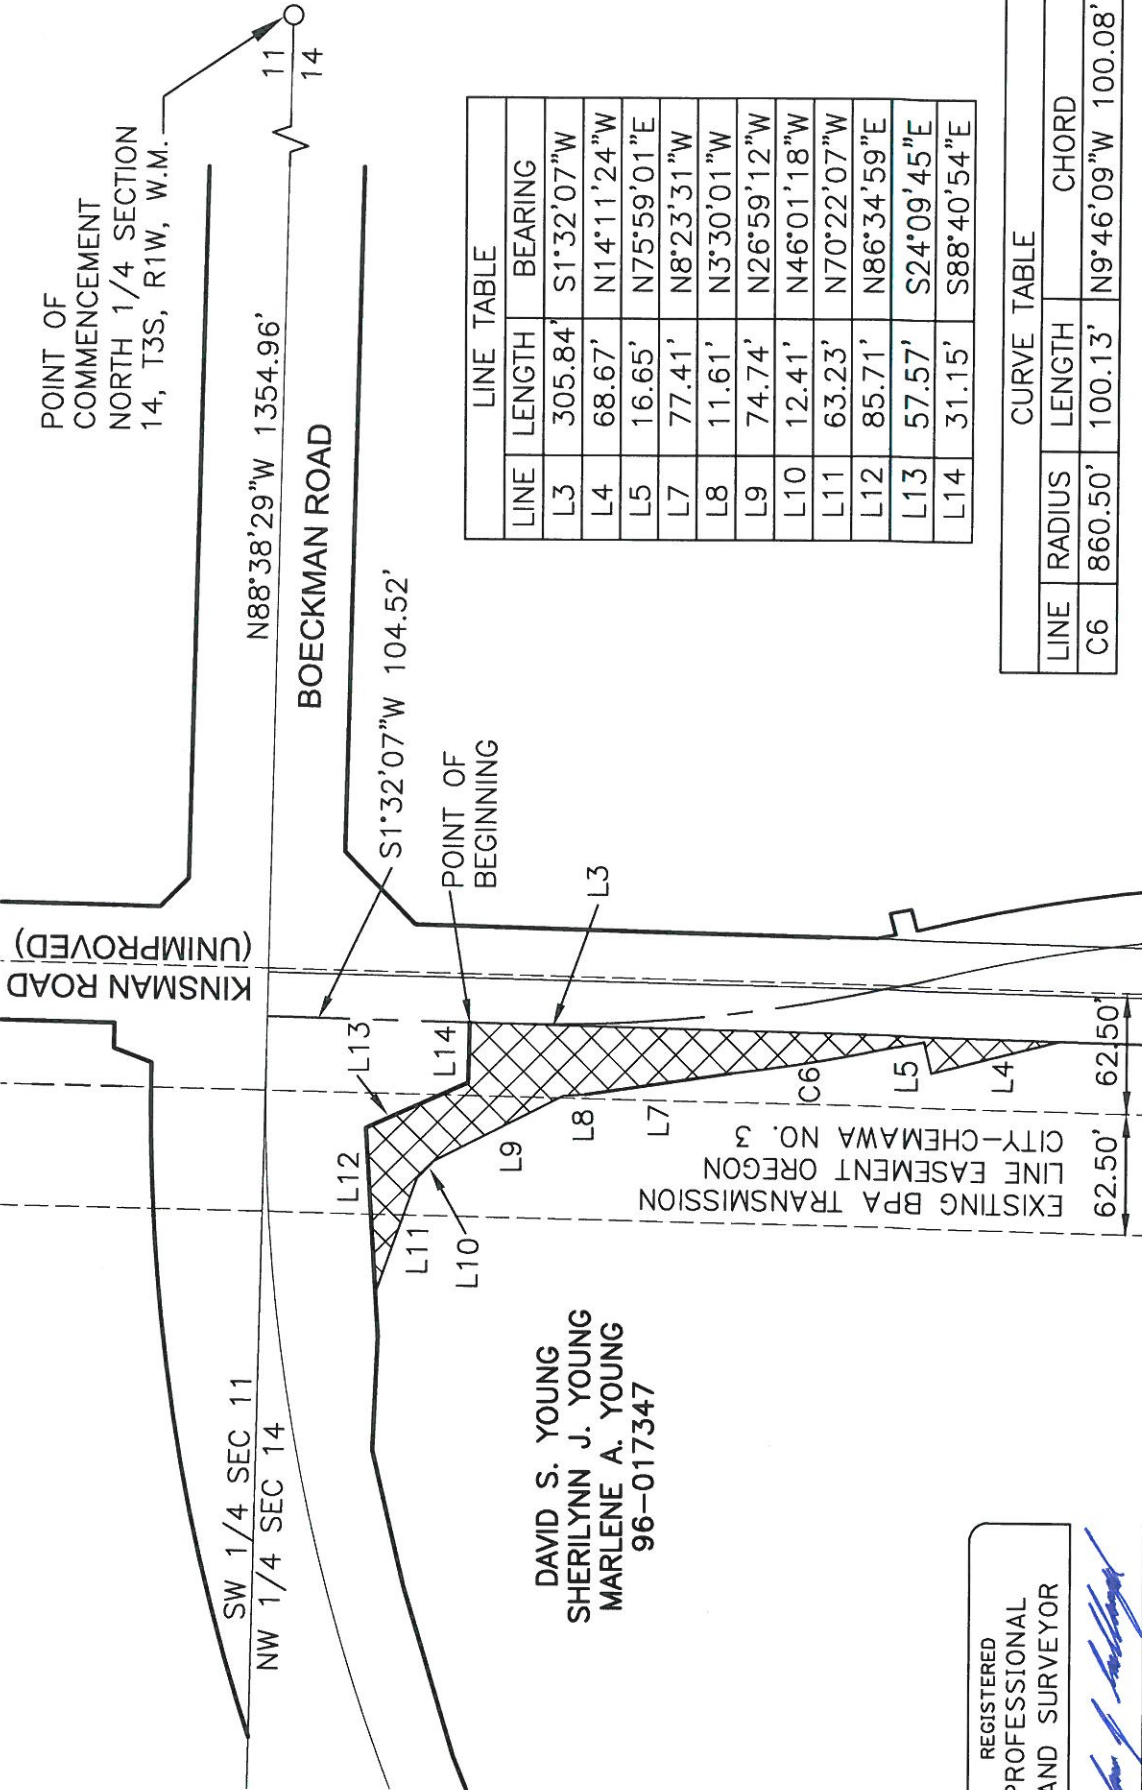 POINT OF
COMMENCEMENT
NORTH 1/4 SECTION
14, T3S, R1W, W.M.
11
14
N88°38'29"W 1354.96'
BOECKMAN ROAD
S1°32'07"W 104.52'
POINT OF
BEGINNING
KINSMAN ROAD
(UNIMPROVED)
L3
L13
L14
L12
L11
L10
L9
L8
L7
C6
L5
L4
EXISTING BPA TRANSMISSION
LINE EASEMENT OREGON
CITY-CHEMAWA NO. 3
62.50'
62.50'
SW 1/4 SEC 11
NW 1/4 SEC 14
DAVID S. YOUNG
SHERILYNN J. YOUNG
MARLENE A. YOUNG
96-017347
LINE TABLE
LINE LENGTH BEARING
L3 305.84' S1°32'07"W
L4 68.67' N14°11'24"W
L5 16.65' N75°59'01"E
L7 77.41' N8°23'31"W
L8 11.61' N3°30'01"W
L9 74.74' N26°59'12"W
L10 12.41' N46°01'18"W
L11 63.23' N70°22'07"W
L12 85.71' N86°34'59"E
L13 57.57' S24°09'45"E
L14 31.15' S88°40'54"E
CURVE TABLE
LINE RADIUS LENGTH CHORD
C6 860.50' 100.13' N9°46'09"W 100.08'
REGISTERED
PROFESSIONAL
AND SURVEYOR